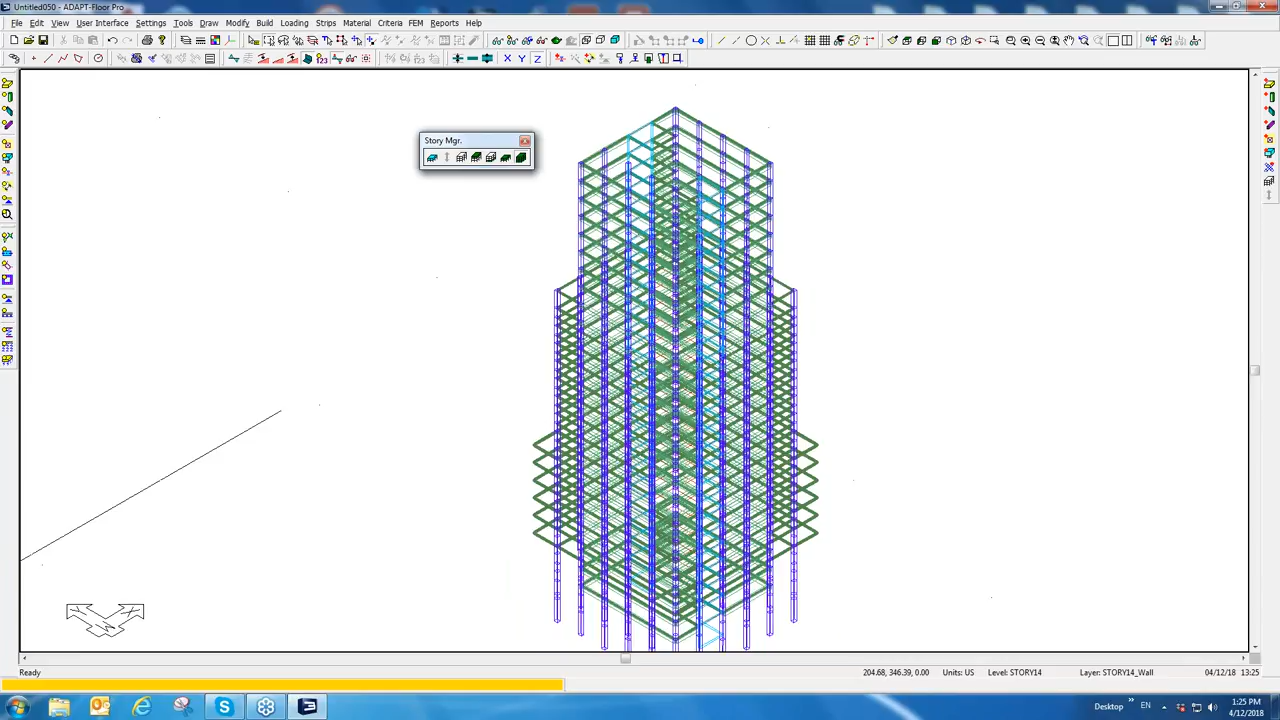 Untitled050 - ADAPT-Floor Pro
File Edit View User Interface Settings Tools Draw Modify Build Loading Strips Material Criteria FEM Reports Help
X Y Z
Story Mgr.
Ready
204.68, 346.39, 0.00 Units: US Level: STORY14 Layer: STORY14_Wall 04/12/18 13:25
Desktop » EN 1:25 PM
4/12/2018